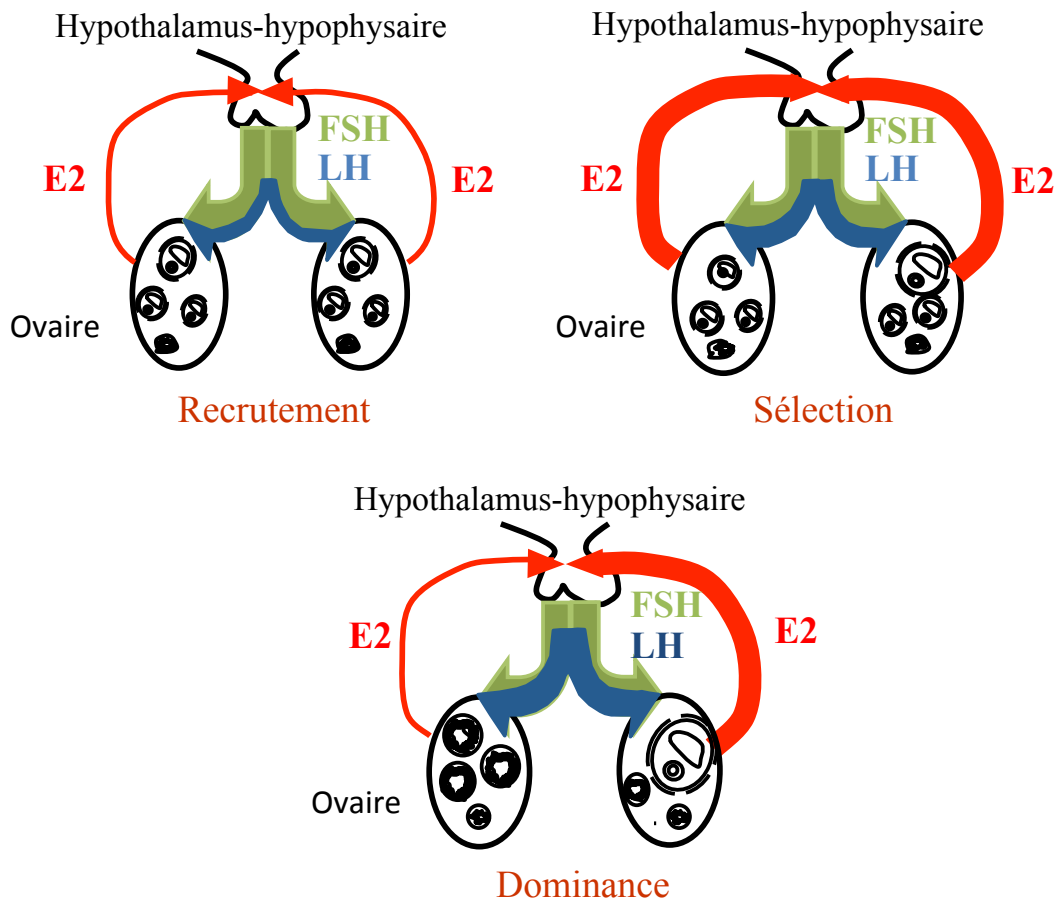 Hypothalamus-hypophysaire
FSH
LH
E2
E2
Ovaire
Recrutement
Hypothalamus-hypophysaire
FSH
LH
E2
E2
Ovaire
Sélection
Hypothalamus-hypophysaire
FSH
LH
E2
E2
Ovaire
Dominance